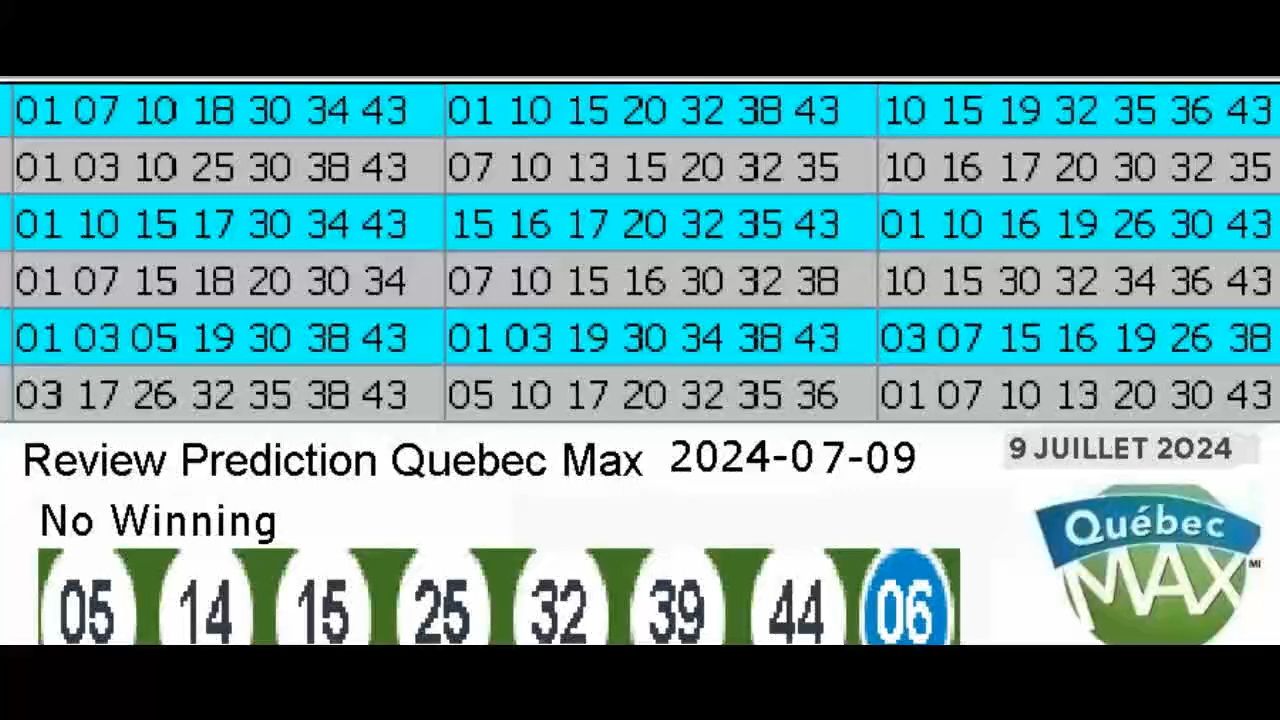 01 07 10 18 30 34 43 01 10 15 20 32 38 43 10 15 19 32 35 36 43
01 03 10 25 30 38 43 07 10 13 15 20 32 35 10 16 17 20 30 32 35
01 10 15 17 30 34 43 15 16 17 20 32 35 43 01 10 16 19 26 30 43
01 07 15 18 20 30 34 07 10 15 16 30 32 38 10 15 30 32 34 36 43
01 03 05 19 30 38 43 01 03 19 30 34 38 43 03 07 15 16 19 26 38
03 17 26 32 35 38 43 05 10 17 20 32 35 36 01 07 10 13 20 30 43
Review Prediction Quebec Max 2024-07-09
9 JUILLET 2024
No Winning
Québec
MAX MI
05 14 15 25 32 39 44 06